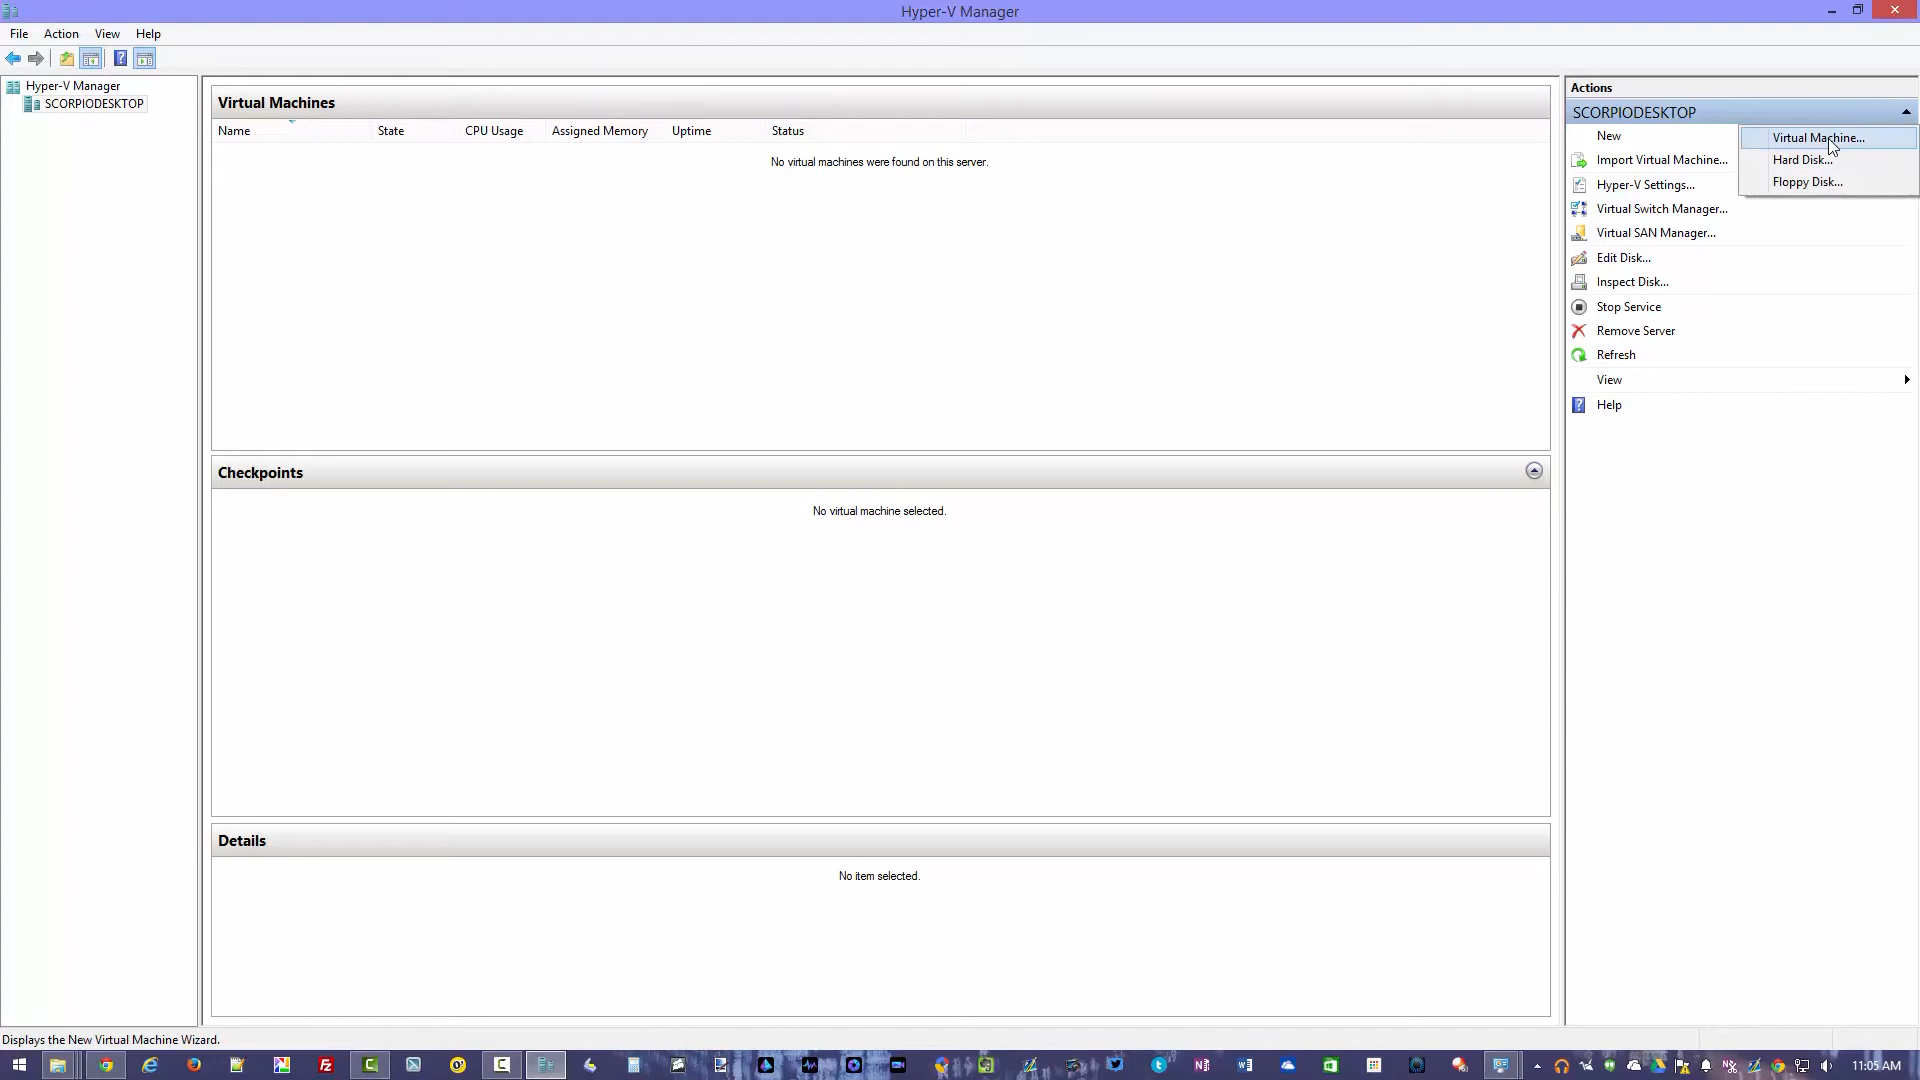 Hyper-V Manager
File Action View Help
Hyper-V Manager
SCORPIODESKTOP
Virtual Machines
Name State CPU Usage Assigned Memory Uptime Status
No virtual machines were found on this server.
Checkpoints
No virtual machine selected.
Details
No item selected.
Actions
SCORPIODESKTOP
New
Virtual Machine...
Hard Disk...
Floppy Disk...
Import Virtual Machine...
Hyper-V Settings...
Virtual Switch Manager...
Virtual SAN Manager...
Edit Disk...
Inspect Disk...
Stop Service
Remove Server
Refresh
View
Help
Displays the New Virtual Machine Wizard.
11:05 AM